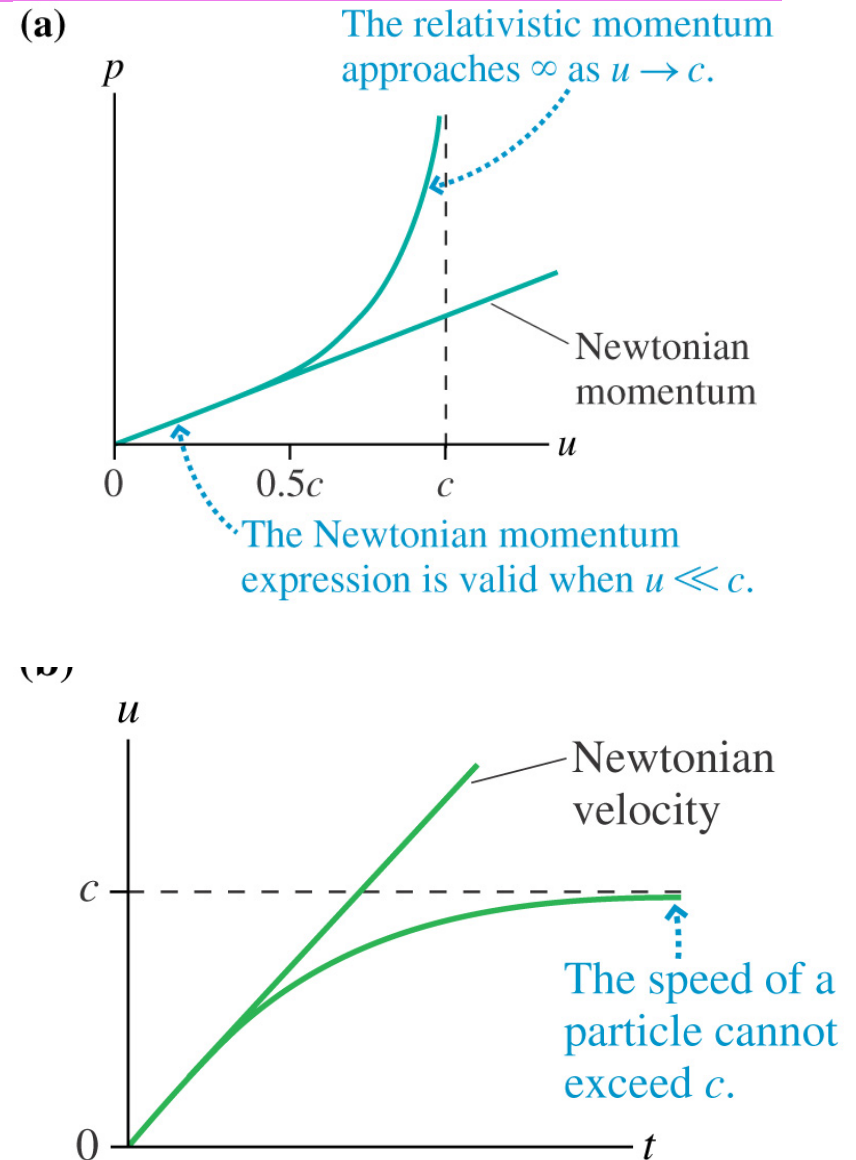 (a)
The relativistic momentum
approaches ∞ as u → c.
p
Newtonian
momentum
u
0
0.5c
c
The Newtonian momentum
expression is valid when u ≪ c.
(b)
u
Newtonian
velocity
c
The speed of a
particle cannot
exceed c.
0
t